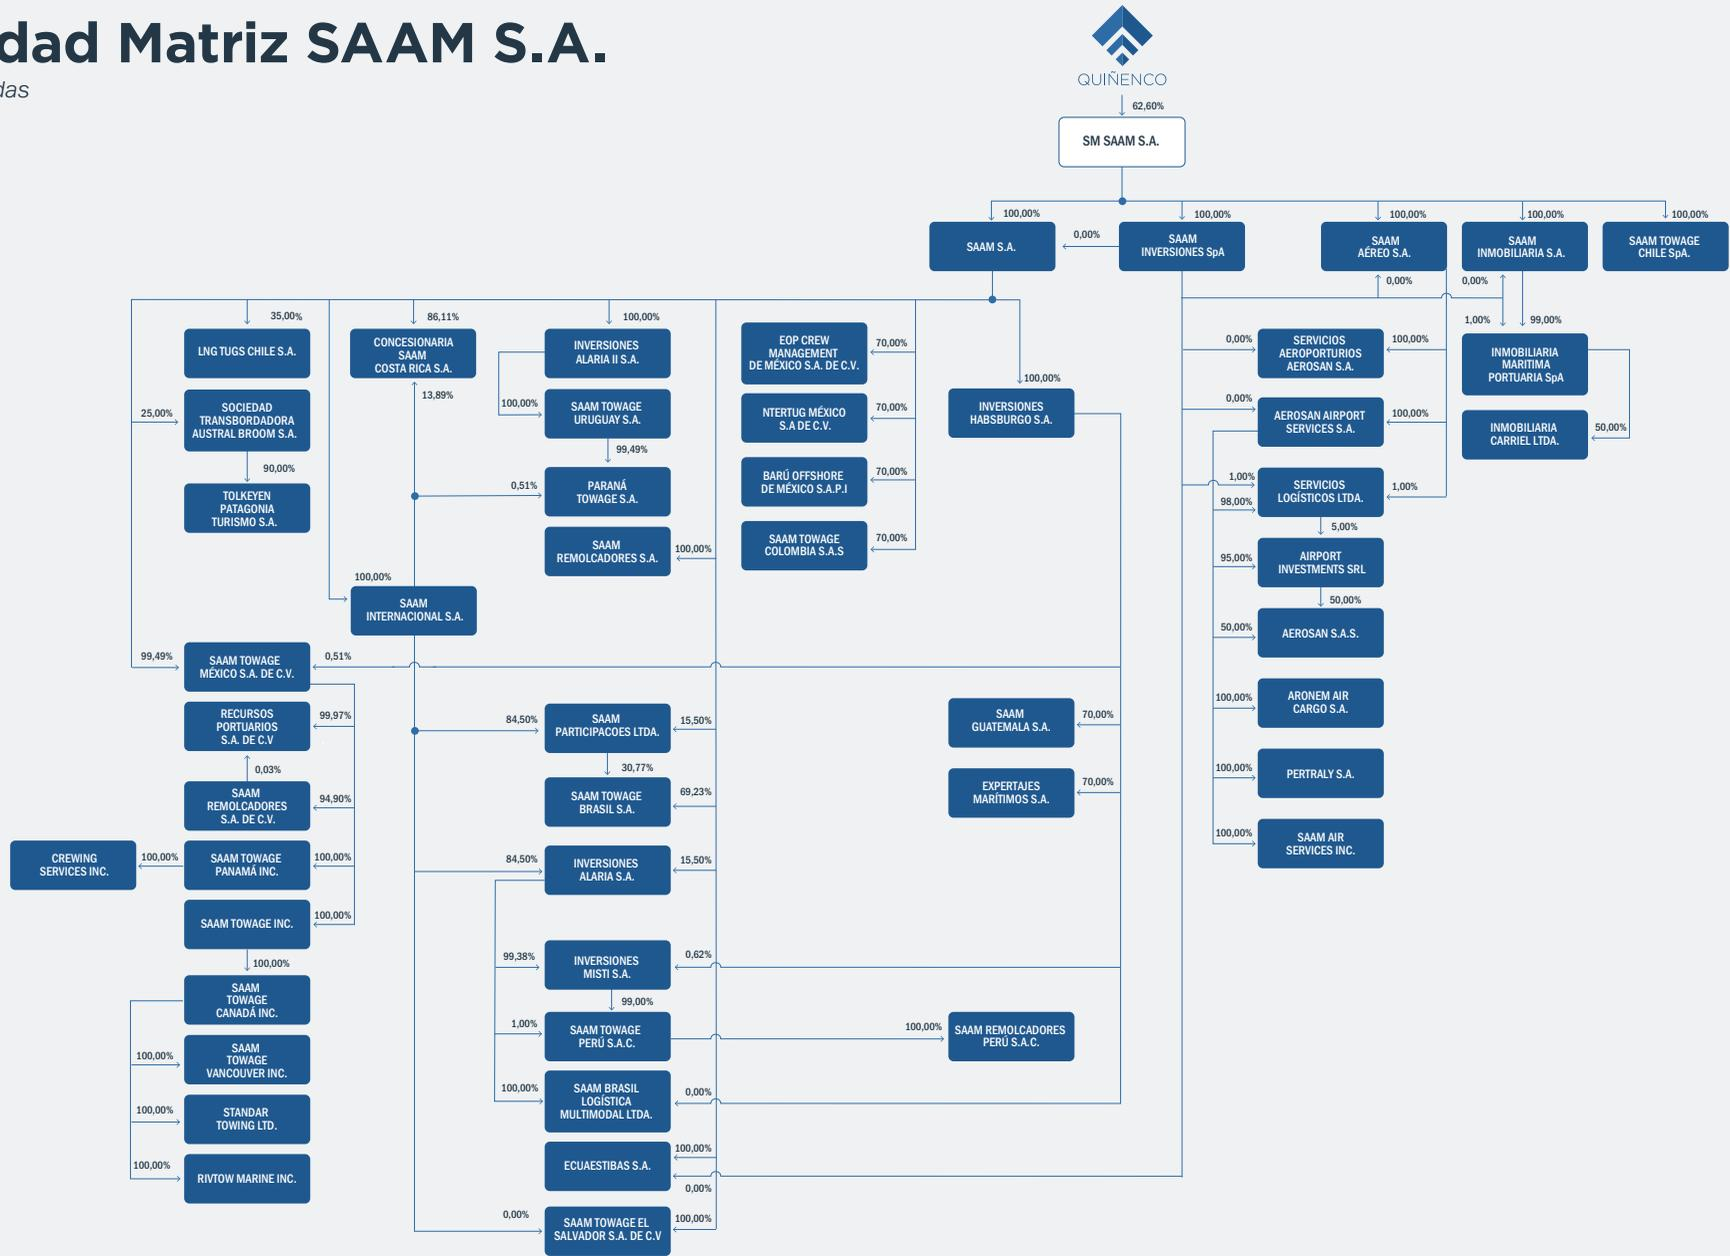 dad Matriz SAAM S.A.
das
QUIÑENCO
62,60%
SM SAAM S.A.
100,00%
100,00%
100,00%
100,00%
100,00%
SAAM S.A.
0,00%
SAAM
INVERSIONES SpA
SAAM
AÉREO S.A.
SAAM
INMOBILIARIA S.A.
SAAM TOWAGE
CHILE SpA.
0,00%
0,00%
35,00%
LNG TUGS CHILE S.A.
25,00%
SOCIEDAD
TRANSBORDADORA
AUSTRAL BROOM S.A.
90,00%
TOLKEYEN
PATAGONIA
TURISMO S.A.
86,11%
CONCESIONARIA
SAAM
COSTA RICA S.A.
13,89%
100,00%
SAAM
INTERNACIONAL S.A.
100,00%
INVERSIONES
ALARIA II S.A.
100,00%
SAAM TOWAGE
URUGUAY S.A.
99,49%
0,51%
PARANÁ
TOWAGE S.A.
SAAM
REMOLCADORES S.A.
100,00%
EOP CREW
MANAGEMENT
DE MÉXICO S.A. DE C.V.
70,00%
NTERTUG MÉXICO
S.A DE C.V.
70,00%
BARÚ OFFSHORE
DE MÉXICO S.A.P.I
70,00%
SAAM TOWAGE
COLOMBIA S.A.S
70,00%
100,00%
INVERSIONES
HABSBURGO S.A.
0,00%
SERVICIOS
AEROPORTURIOS
AEROSAN S.A.
100,00%
0,00%
AEROSAN AIRPORT
SERVICES S.A.
100,00%
1,00%
98,00%
SERVICIOS
LOGÍSTICOS LTDA.
1,00%
5,00%
95,00%
AIRPORT
INVESTMENTS SRL
50,00%
50,00%
AEROSAN S.A.S.
100,00%
ARONEM AIR
CARGO S.A.
100,00%
PERTRALY S.A.
100,00%
SAAM AIR
SERVICES INC.
1,00%
99,00%
INMOBILIARIA
MARITIMA
PORTUARIA SpA
INMOBILIARIA
CARRIEL LTDA.
50,00%
99,49%
SAAM TOWAGE
MÉXICO S.A. DE C.V.
0,51%
RECURSOS
PORTUARIOS
S.A. DE C.V
99,97%
0,03%
SAAM
REMOLCADORES
S.A. DE C.V.
94,90%
CREWING
SERVICES INC.
100,00%
SAAM TOWAGE
PANAMÁ INC.
100,00%
SAAM TOWAGE INC.
100,00%
100,00%
SAAM
TOWAGE
CANADÁ INC.
100,00%
SAAM
TOWAGE
VANCOUVER INC.
100,00%
STANDAR
TOWING LTD.
100,00%
RIVTOW MARINE INC.
84,50%
SAAM
PARTICIPACOES LTDA.
15,50%
30,77%
SAAM TOWAGE
BRASIL S.A.
69,23%
84,50%
INVERSIONES
ALARIA S.A.
15,50%
99,38%
INVERSIONES
MISTI S.A.
0,62%
99,00%
1,00%
SAAM TOWAGE
PERÚ S.A.C.
100,00%
SAAM REMOLCADORES
PERÚ S.A.C.
100,00%
SAAM BRASIL
LOGÍSTICA
MULTIMODAL LTDA.
0,00%
ECUAESTIBAS S.A.
100,00%
0,00%
0,00%
SAAM TOWAGE EL
SALVADOR S.A. DE C.V
100,00%
SAAM
GUATEMALA S.A.
70,00%
EXPERTAJES
MARÍTIMOS S.A.
70,00%